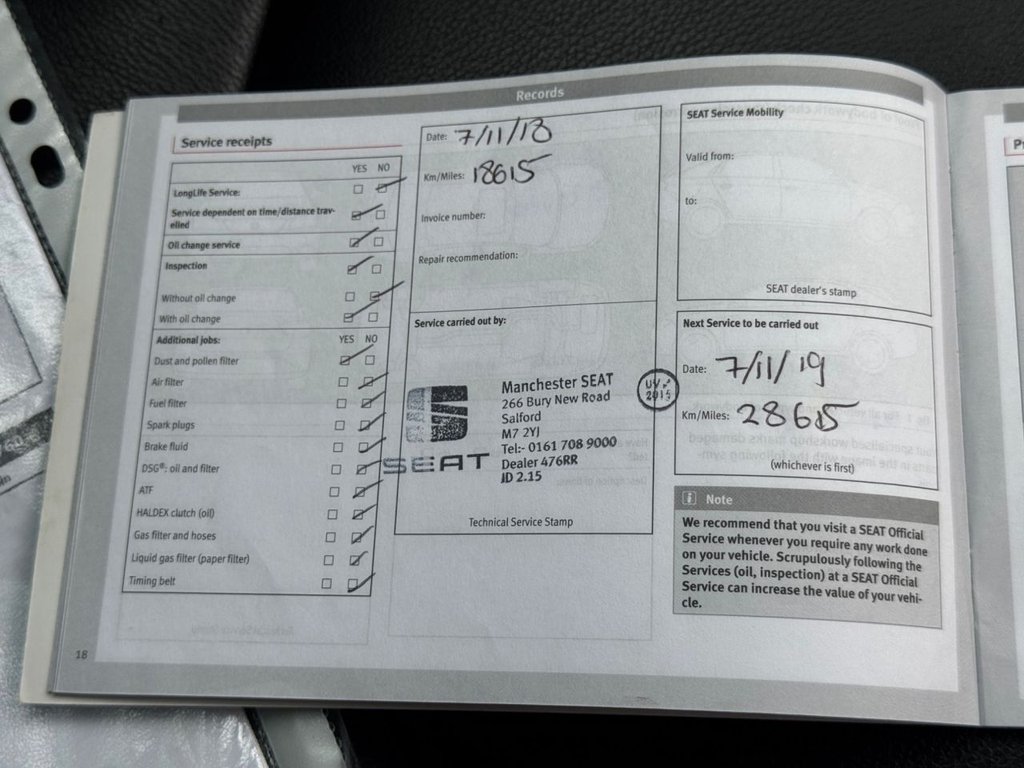 Records
Service receipts
YES NO
LongLife Service:
Service dependent on time/distance trav-
elled
Oil change service
Inspection
Without oil change
With oil change
Additional jobs: YES NO
Dust and pollen filter
Air filter
Fuel filter
Spark plugs
Brake fluid
DSG®: oil and filter
ATF
HALDEX clutch (oil)
Gas filter and hoses
Liquid gas filter (paper filter)
Timing belt
18
Date: 7/11/18
Km/Miles: 18615
Invoice number:
Repair recommendation:
Service carried out by:
SEAT
Manchester SEAT
266 Bury New Road
Salford
M7 2YJ
Tel:- 0161 708 9000
Dealer 476RR
JD 2.15
Technical Service Stamp
2015
SEAT Service Mobility
Valid from:
to:
SEAT dealer's stamp
Next Service to be carried out
Date: 7/11/19
Km/Miles: 28615
(whichever is first)
i Note
We recommend that you visit a SEAT Official
Service whenever you require any work done
on your vehicle. Scrupulously following the
Services (oil, inspection) at a SEAT Official
Service can increase the value of your vehi-
cle.